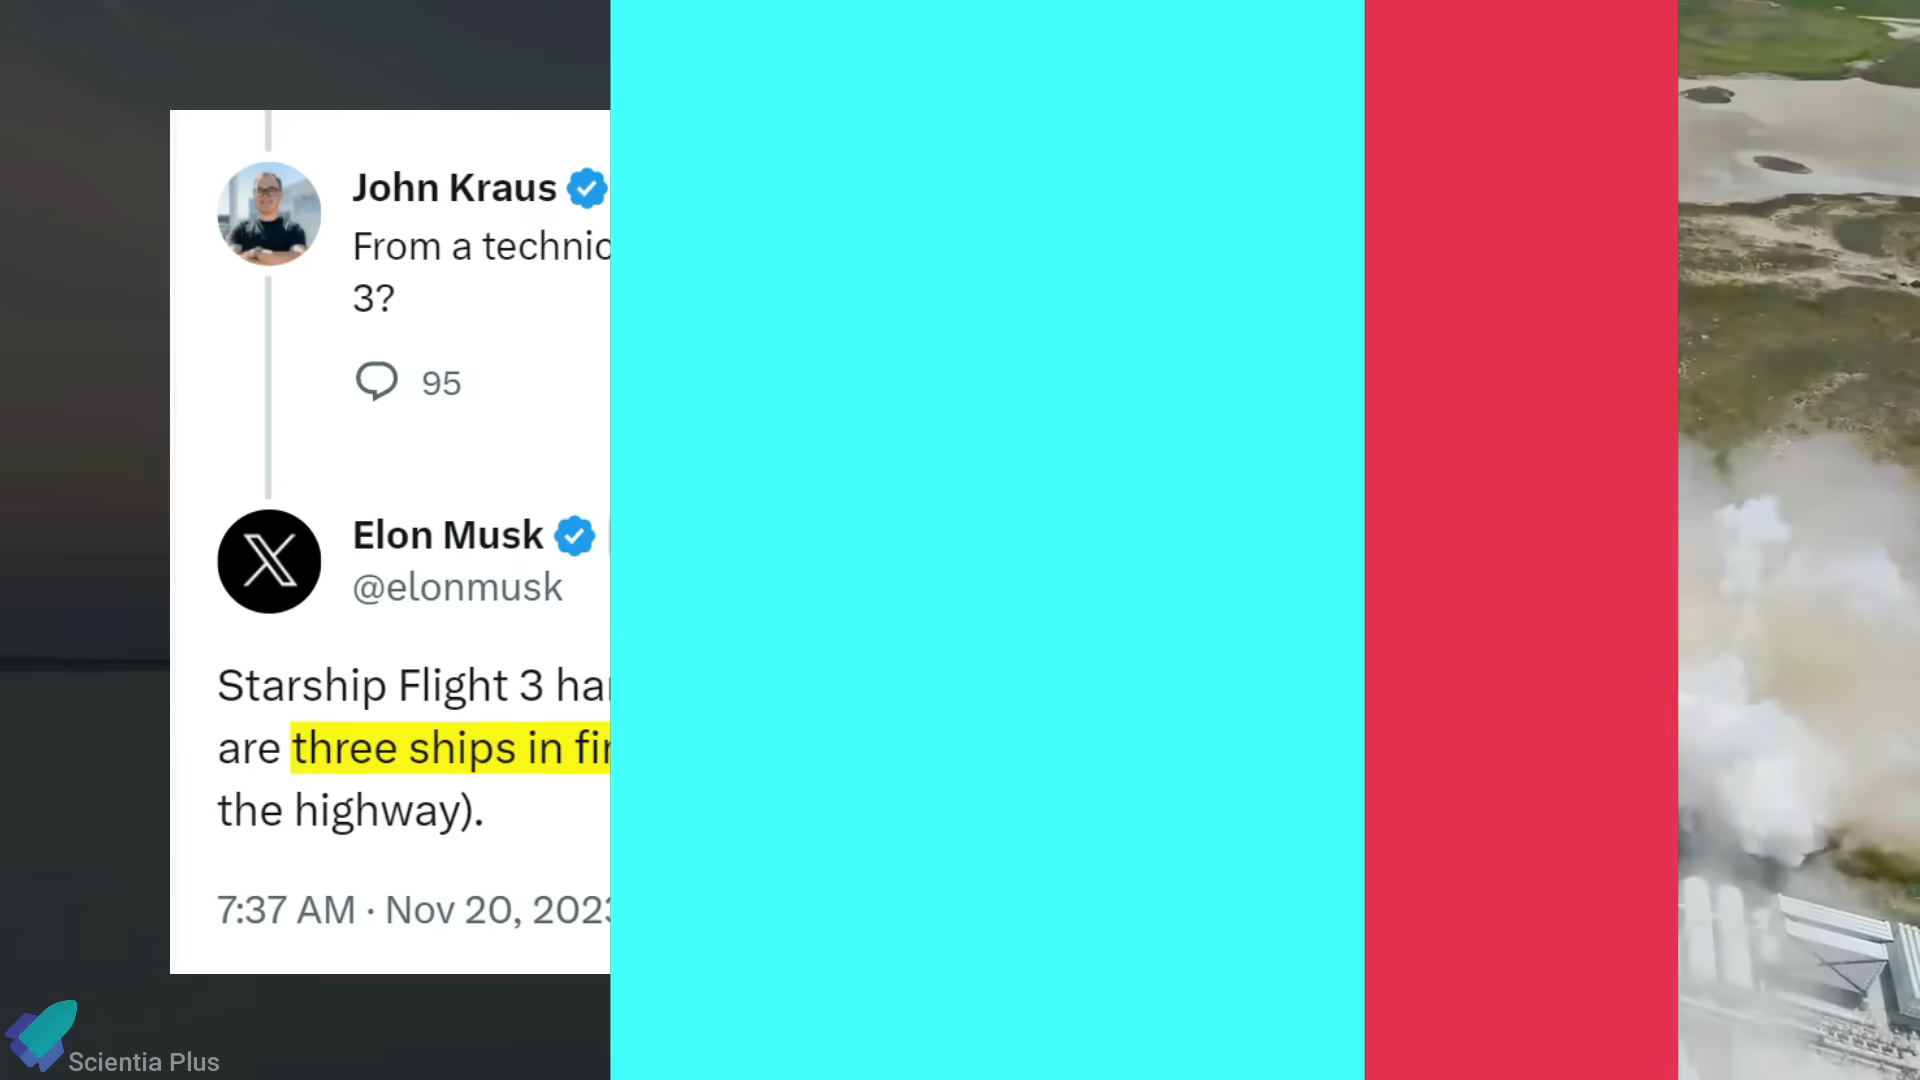 John Kraus
From a technic
3?
95
Elon Musk
@elonmusk
Starship Flight 3 ha
are three ships in fi
the highway).
7:37 AM · Nov 20, 202
Scientia Plus